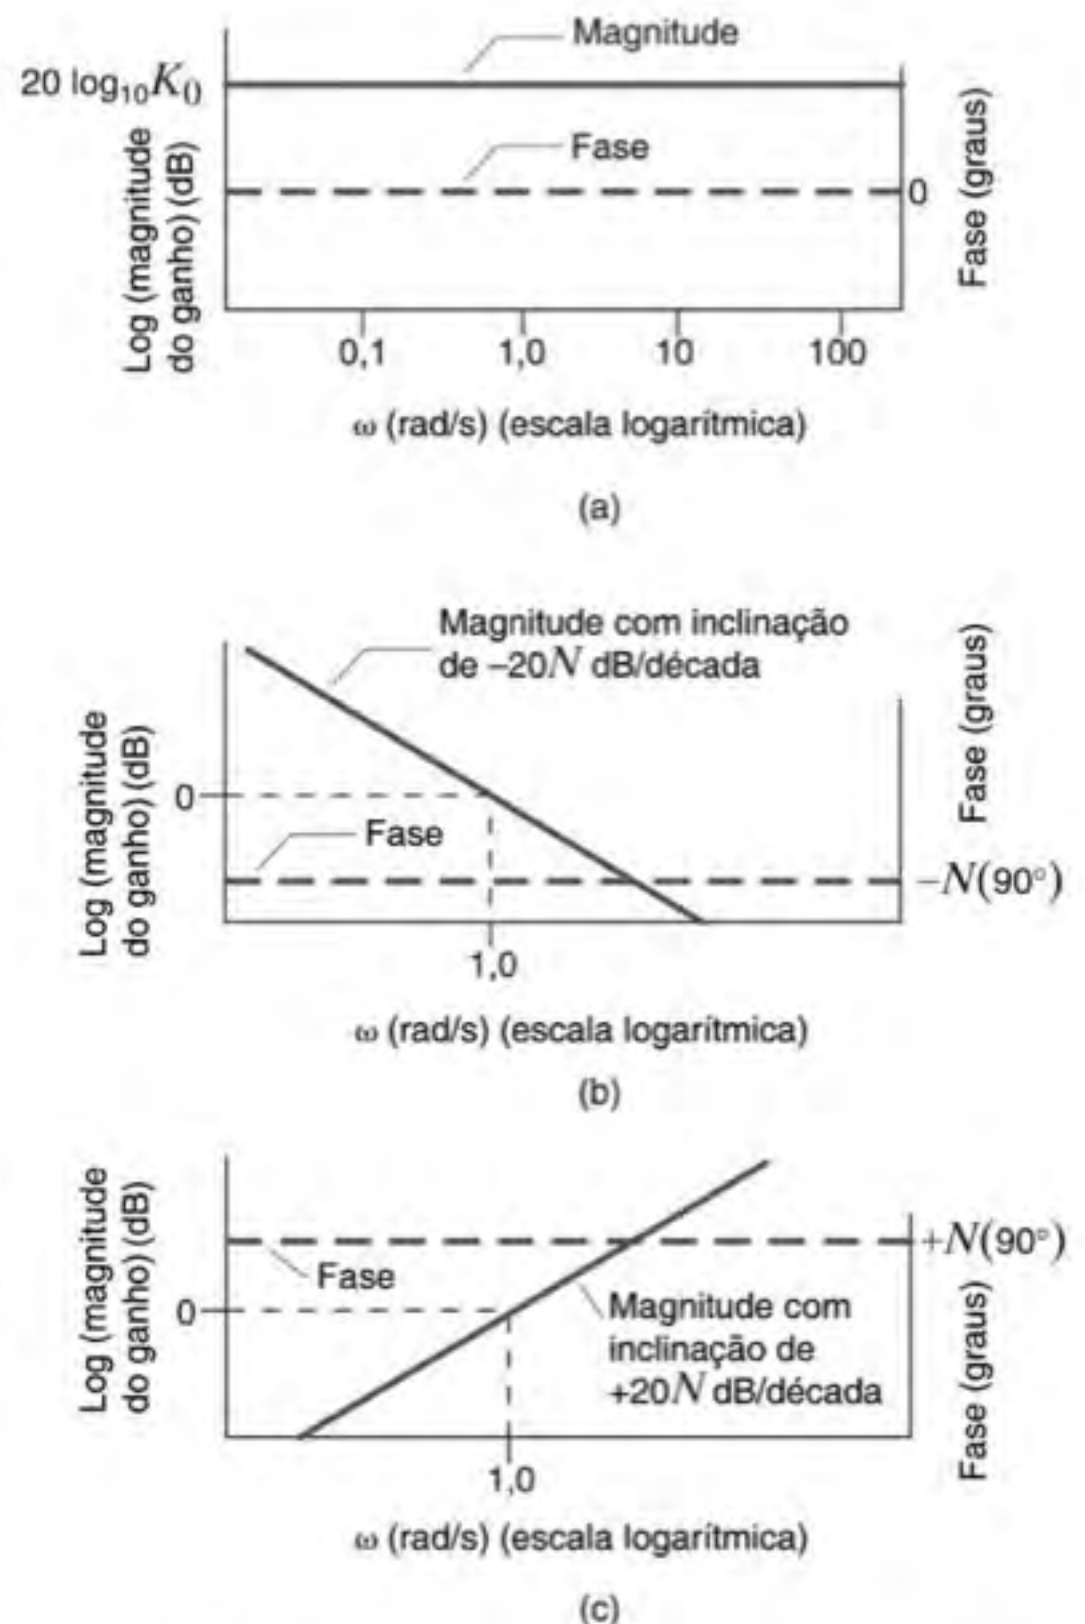 Magnitude
20 log₁₀K₀
Fase
0
Log (magnitude
do ganho) (dB)
Fase (graus)
0,1
1,0
10
100
ω (rad/s) (escala logarítmica)
(a)
Magnitude com inclinação
de –20N dB/década
Log (magnitude
do ganho) (dB)
Fase (graus)
0
Fase
–N(90°)
1,0
ω (rad/s) (escala logarítmica)
(b)
Log (magnitude
do ganho) (dB)
+N(90°)
Fase
0
Magnitude com
inclinação de
+20N dB/década
Fase (graus)
1,0
ω (rad/s) (escala logarítmica)
(c)